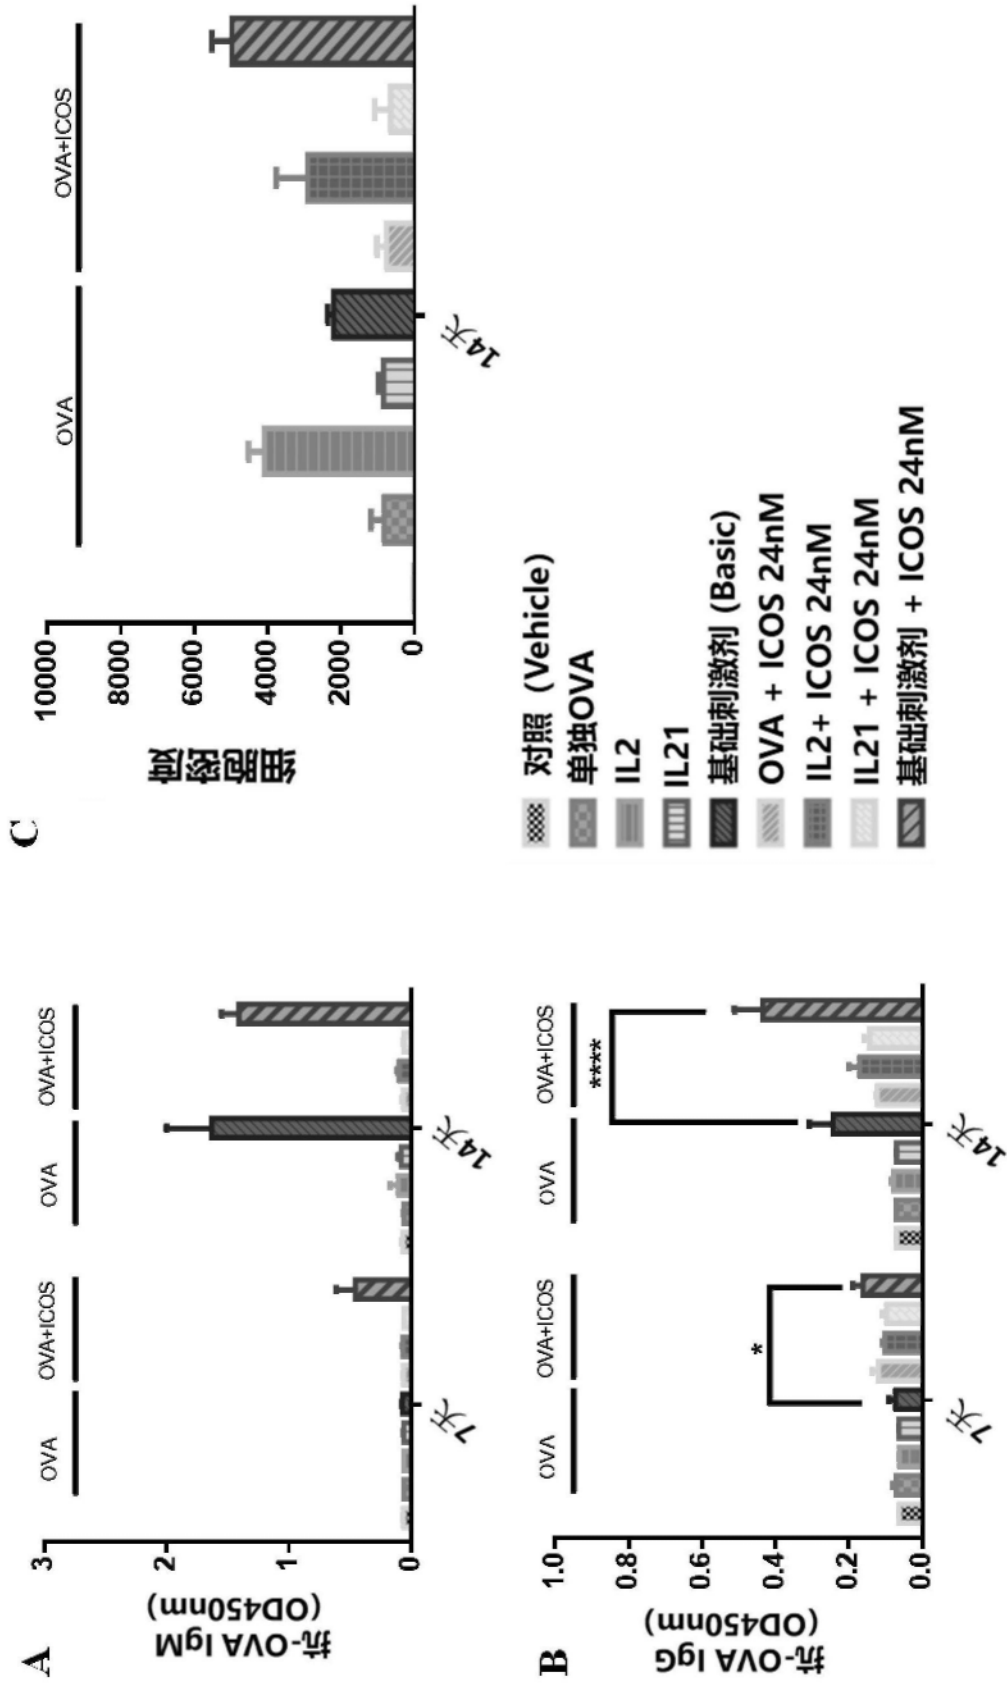 A
抗-OVA IgM
(OD450nm)
3
2
1
0
OVA
OVA+ICOS
OVA
OVA+ICOS
7天
14天
B
抗-OVA IgG
(OD450nm)
1.0
0.8
0.6
0.4
0.2
0.0
OVA
OVA+ICOS
OVA
OVA+ICOS
*
****
7天
14天
C
细胞密度
10000
8000
6000
4000
2000
0
OVA
OVA+ICOS
14天
对照 (Vehicle)
单独OVA
IL2
IL21
基础刺激剂 (Basic)
OVA + ICOS 24nM
IL2+ ICOS 24nM
IL21 + ICOS 24nM
基础刺激剂 + ICOS 24nM